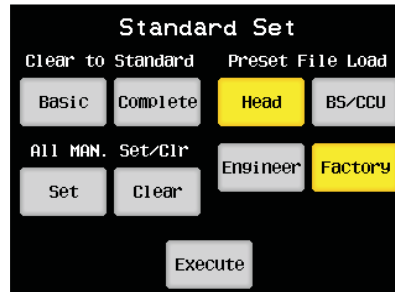 Standard Set
Clear to Standard Preset File Load
Basic Complete Head BS/CCU
All MAN. Set/Clr
Engineer Factory
Set Clear
Execute